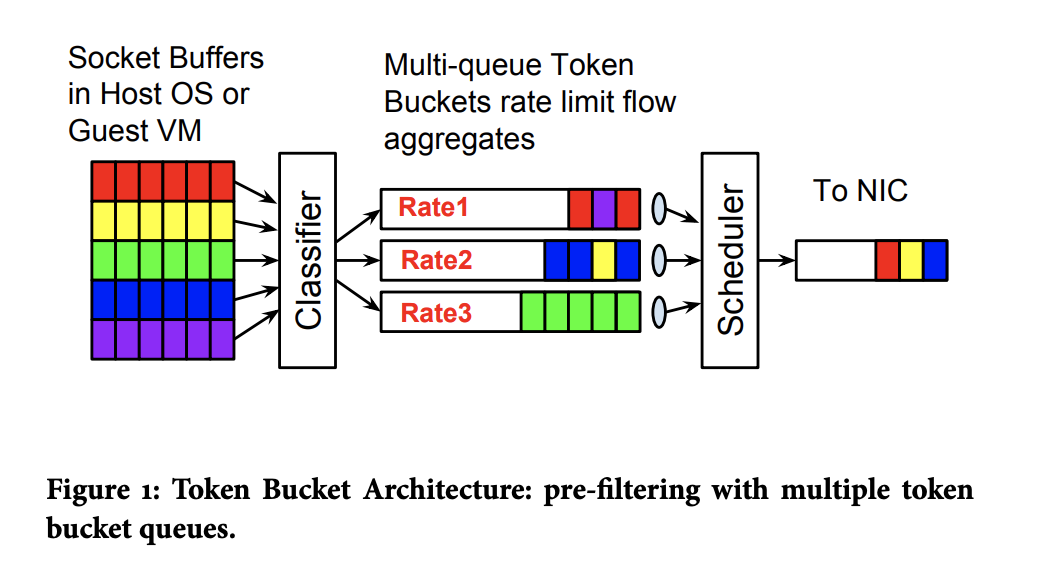 Socket Buffers
in Host OS or
Guest VM
Multi-queue Token
Buckets rate limit flow
aggregates
Classifier
Rate1
Rate2
Rate3
Scheduler
To NIC
Figure 1: Token Bucket Architecture: pre-filtering with multiple token
bucket queues.